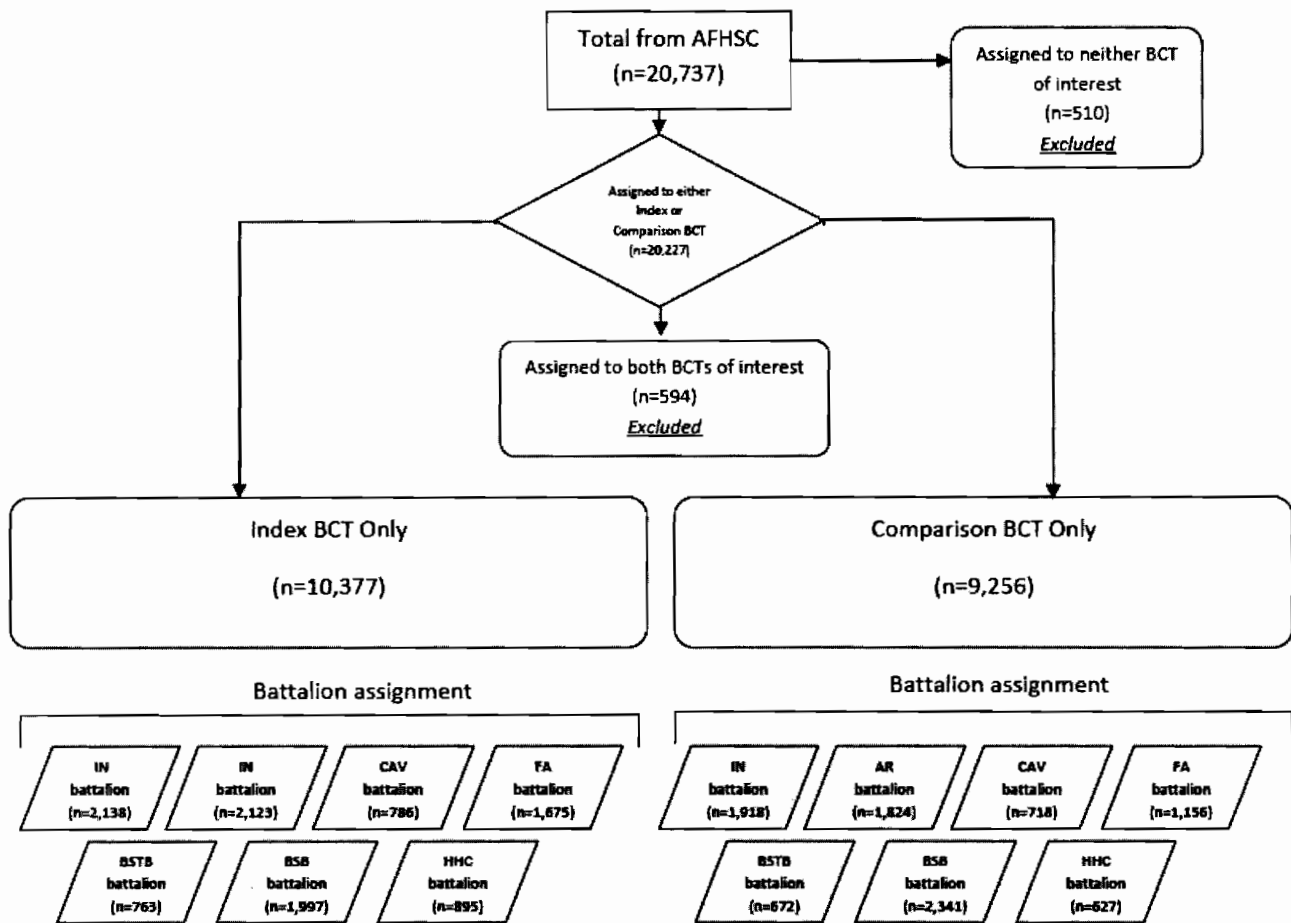 Total from AFHSC
(n=20,737)
Assigned to neither BCT
of interest
(n=510)
Excluded
Assigned to either
Index or
Comparison BCT
(n=20,227)
Assigned to both BCTs of interest
(n=594)
Excluded
Index BCT Only
(n=10,377)
Comparison BCT Only
(n=9,256)
Battalion assignment
IN
battalion
(n=2,138)
IN
battalion
(n=2,123)
CAV
battalion
(n=786)
FA
battalion
(n=1,675)
BSTB
battalion
(n=763)
BSB
battalion
(n=1,997)
HHC
battalion
(n=895)
Battalion assignment
IN
battalion
(n=1,918)
AR
battalion
(n=1,824)
CAV
battalion
(n=718)
FA
battalion
(n=1,156)
BSTB
battalion
(n=672)
BSB
battalion
(n=2,341)
HHC
battalion
(n=627)